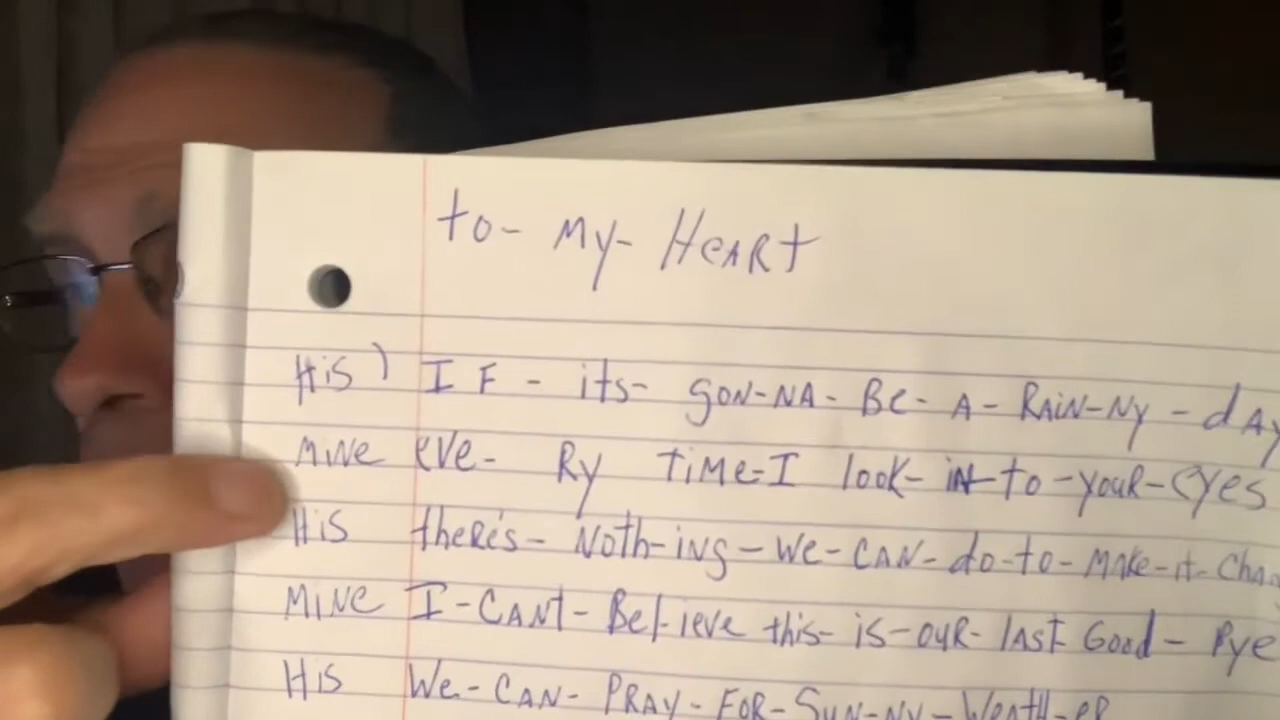 to- My- HEARt
His ) IF - its- gON-NA- Be- A- RAiN-Ny - dAy
MiNe eve- Ry TiMe-I look- iN-to-youR-eyes
His theRe's- Noth-ing-We-CAN-do-to-MAke-it-
MiNe I-CANt-Bel-ieve this-is-ouR-lASt Good- Bye
His We-CAN-PRAy-FOR-SuN-Ny-WeAth-eR